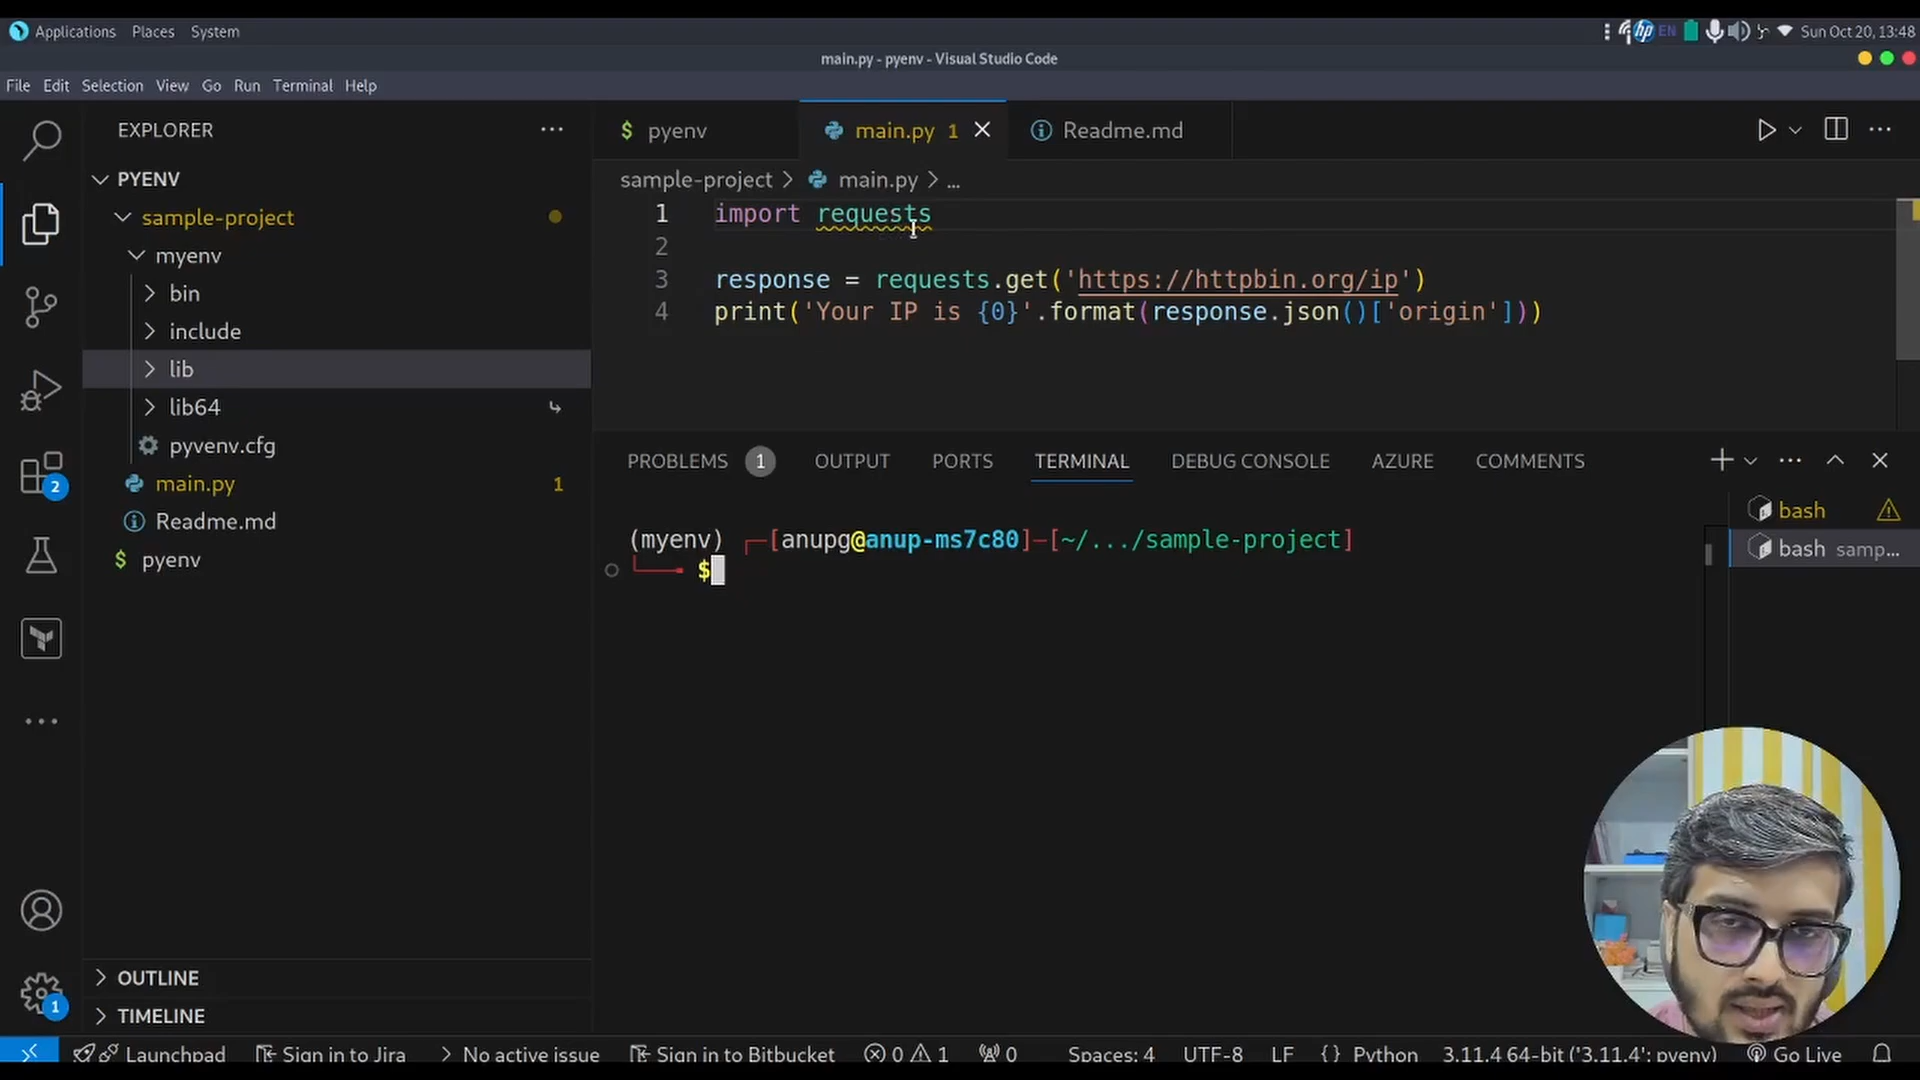 Applications Places System
hp EN Sun Oct 20, 13:48
main.py - pyenv - Visual Studio Code
File Edit Selection View Go Run Terminal Help
EXPLORER
PYENV
sample-project
myenv
bin
include
lib
lib64
pyvenv.cfg
main.py 1
Readme.md
$ pyenv
OUTLINE
TIMELINE
2
1
$ pyenv main.py 1 Readme.md
sample-project > main.py > ...
1 import requests
2
3 response = requests.get('https://httpbin.org/ip')
4 print('Your IP is {0}'.format(response.json()['origin']))
PROBLEMS 1 OUTPUT PORTS TERMINAL DEBUG CONSOLE AZURE COMMENTS
(myenv) ┌─[anupg@anup-ms7c80]─[~/.../sample-project]
└──╼ $
bash
bash samp...
Launchpad Sign in to Jira > No active issue Sign in to Bitbucket 0 1 0 Spaces: 4 UTF-8 LF {} Python 3.11.4 64-bit ('3.11.4': pyenv) Go Live